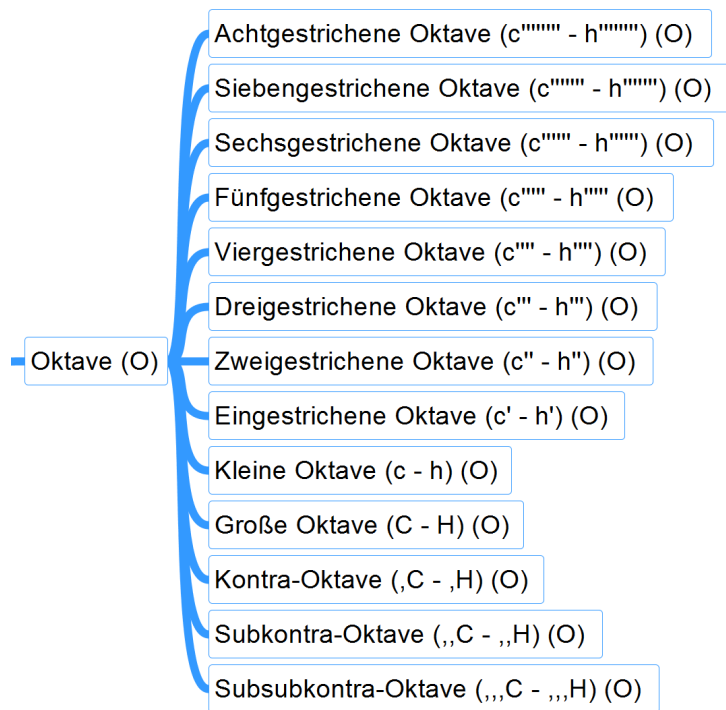 Achtgestrichene Oktave (c'''''''' - h'''''''') (O)
Siebengestrichene Oktave (c''''''' - h''''''') (O)
Sechsgestrichene Oktave (c'''''' - h'''''') (O)
Fünfgestrichene Oktave (c''''' - h''''' (O)
Viergestrichene Oktave (c'''' - h'''') (O)
Dreigestrichene Oktave (c''' - h''') (O)
Oktave (O)
Zweigestrichene Oktave (c'' - h'') (O)
Eingestrichene Oktave (c' - h') (O)
Kleine Oktave (c - h) (O)
Große Oktave (C - H) (O)
Kontra-Oktave (,C - ,H) (O)
Subkontra-Oktave (,,C - ,,H) (O)
Subsubkontra-Oktave (,,,C - ,,,H) (O)